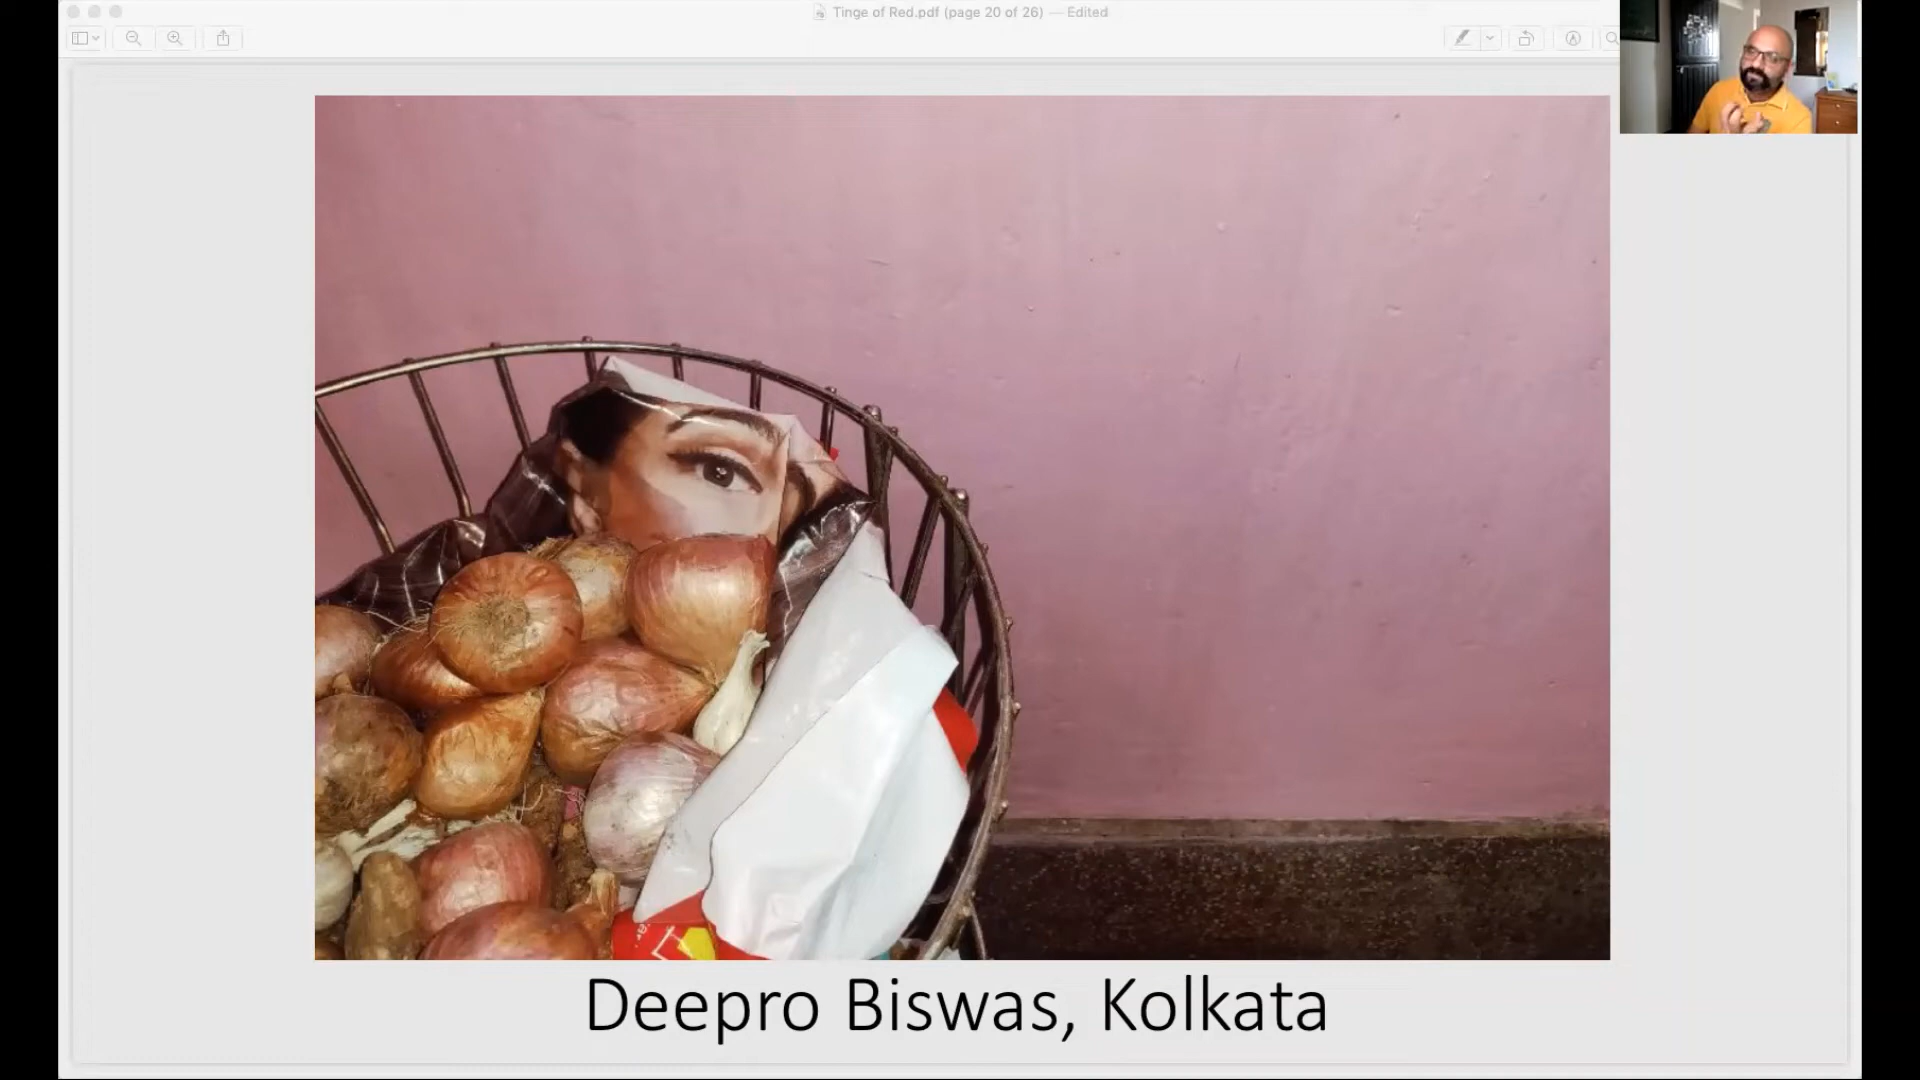 Tinge of Red.pdf (page 20 of 26) — Edited
Deepro Biswas, Kolkata